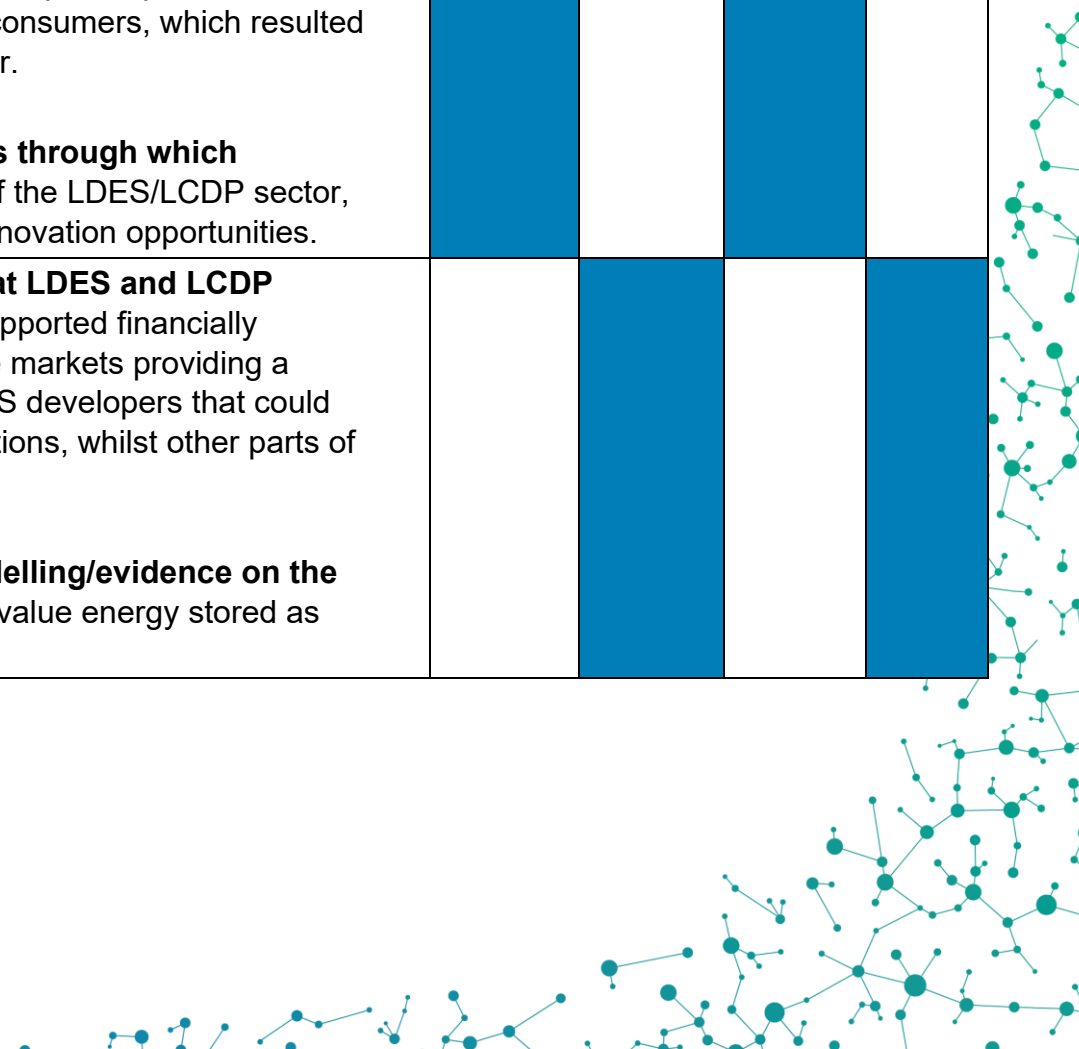 consumers, which resulted
r.
s through which
f the LDES/LCDP sector,
novation opportunities.
at LDES and LCDP
pported financially
e markets providing a
S developers that could
tions, whilst other parts of
delling/evidence on the
value energy stored as